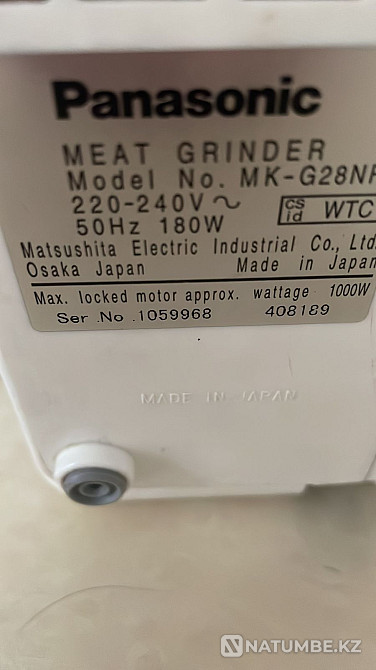 Panasonic
MEAT GRINDER
Model No. MK-G28NR
220-240V ~
50Hz 180W
cs id WTC
Matsushita Electric Industrial Co., Ltd.
Osaka Japan Made in Japan
Max. locked motor approx. wattage 1000W
Ser .No .1059968 408189
MADE IN JAPAN
NATUMBE.KZ